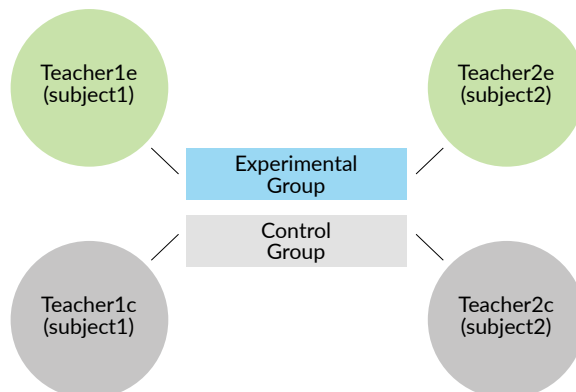 Teacher1e
(subject1)
Teacher2e
(subject2)
Experimental
Group
Control
Group
Teacher1c
(subject1)
Teacher2c
(subject2)